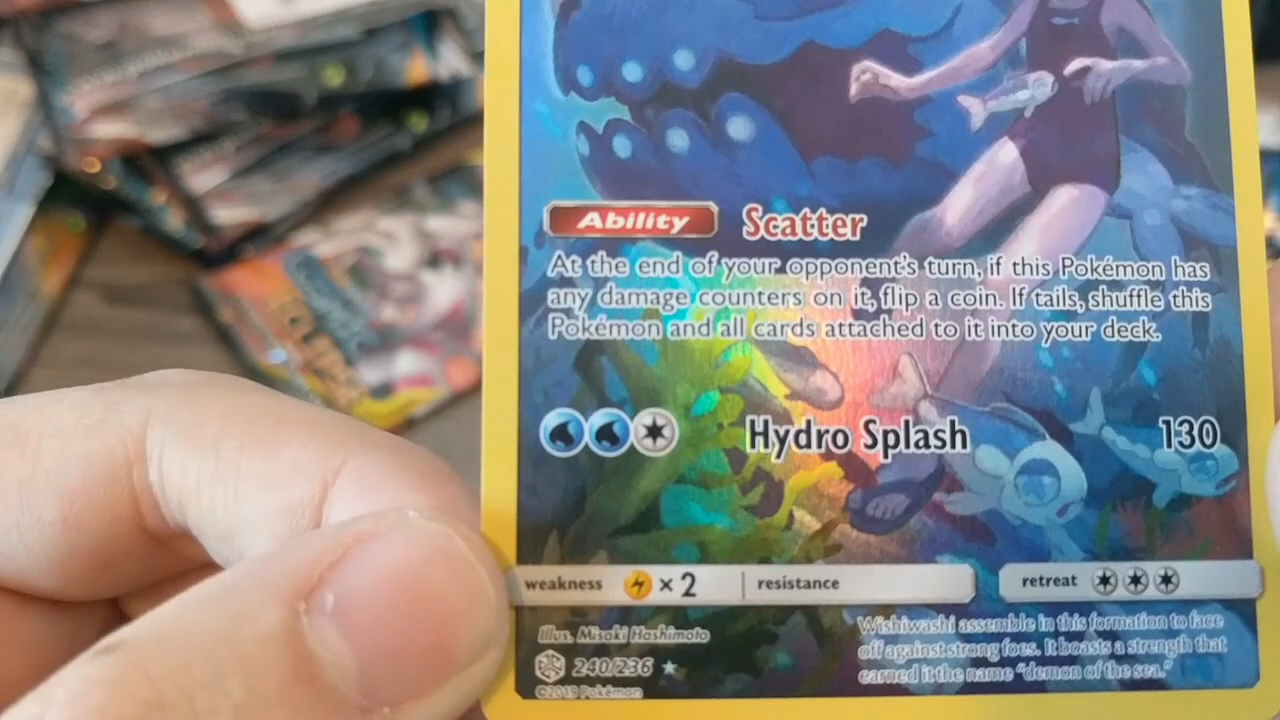 Ability Scatter
At the end of your opponent's turn, if this Pokémon has
any damage counters on it, flip a coin. If tails, shuffle this
Pokémon and all cards attached to it into your deck.
Hydro Splash 130
weakness × 2 resistance retreat
Illus. Misaki Hashimoto
240/236
©2019 Pokémon
Wishiwashi assemble in this formation to face
off against strong foes. It boasts a strength that
earned it the name "demon of the sea."
ECLIPSE